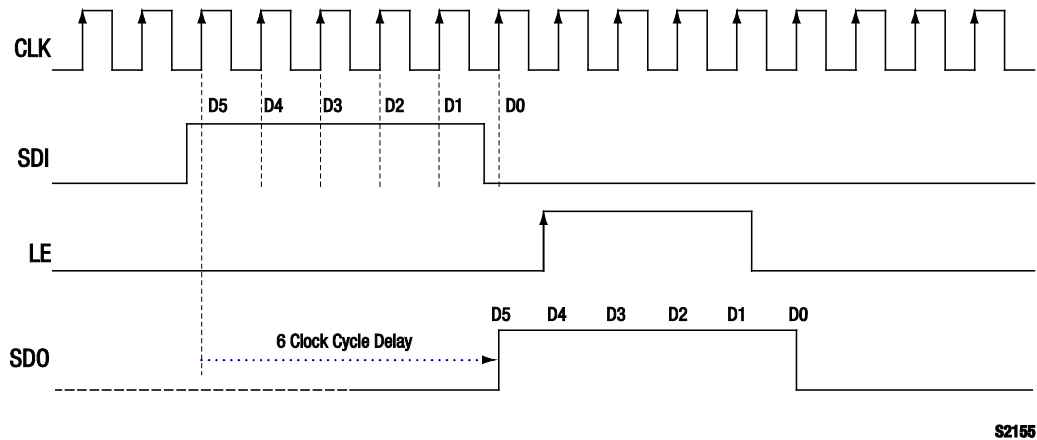 CLK
D5 D4 D3 D2 D1 D0
SDI
LE
D5 D4 D3 D2 D1 D0
6 Clock Cycle Delay
SDO
S2155